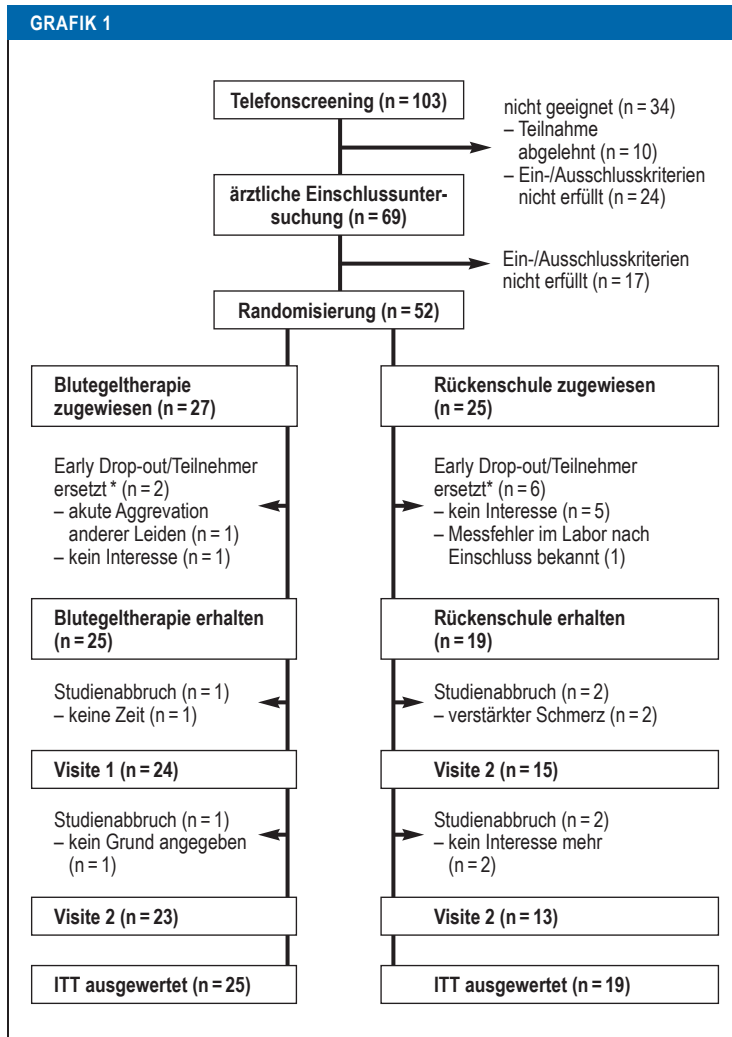 GRAFIK 1
Telefonscreening (n = 103)
nicht geeignet (n = 34)
– Teilnahme
abgelehnt (n = 10)
– Ein-/Ausschlusskriterien
nicht erfüllt (n = 24)
ärztliche Einschlussunter-
suchung (n = 69)
Ein-/Ausschlusskriterien
nicht erfüllt (n = 17)
Randomisierung (n = 52)
Blutegeltherapie
zugewiesen (n = 27)
Rückenschule zugewiesen
(n = 25)
Early Drop-out/Teilnehmer
ersetzt * (n = 2)
– akute Aggrevation
anderer Leiden (n = 1)
– kein Interesse (n = 1)
Early Drop-out/Teilnehmer
ersetzt* (n = 6)
– kein Interesse (n = 5)
– Messfehler im Labor nach
Einschluss bekannt (1)
Blutegeltherapie erhalten
(n = 25)
Rückenschule erhalten
(n = 19)
Studienabbruch (n = 1)
– keine Zeit (n = 1)
Studienabbruch (n = 2)
– verstärkter Schmerz (n = 2)
Visite 1 (n = 24)
Visite 2 (n = 15)
Studienabbruch (n = 1)
– kein Grund angegeben
(n = 1)
Studienabbruch (n = 2)
– kein Interesse mehr
(n = 2)
Visite 2 (n = 23)
Visite 2 (n = 13)
ITT ausgewertet (n = 25)
ITT ausgewertet (n = 19)